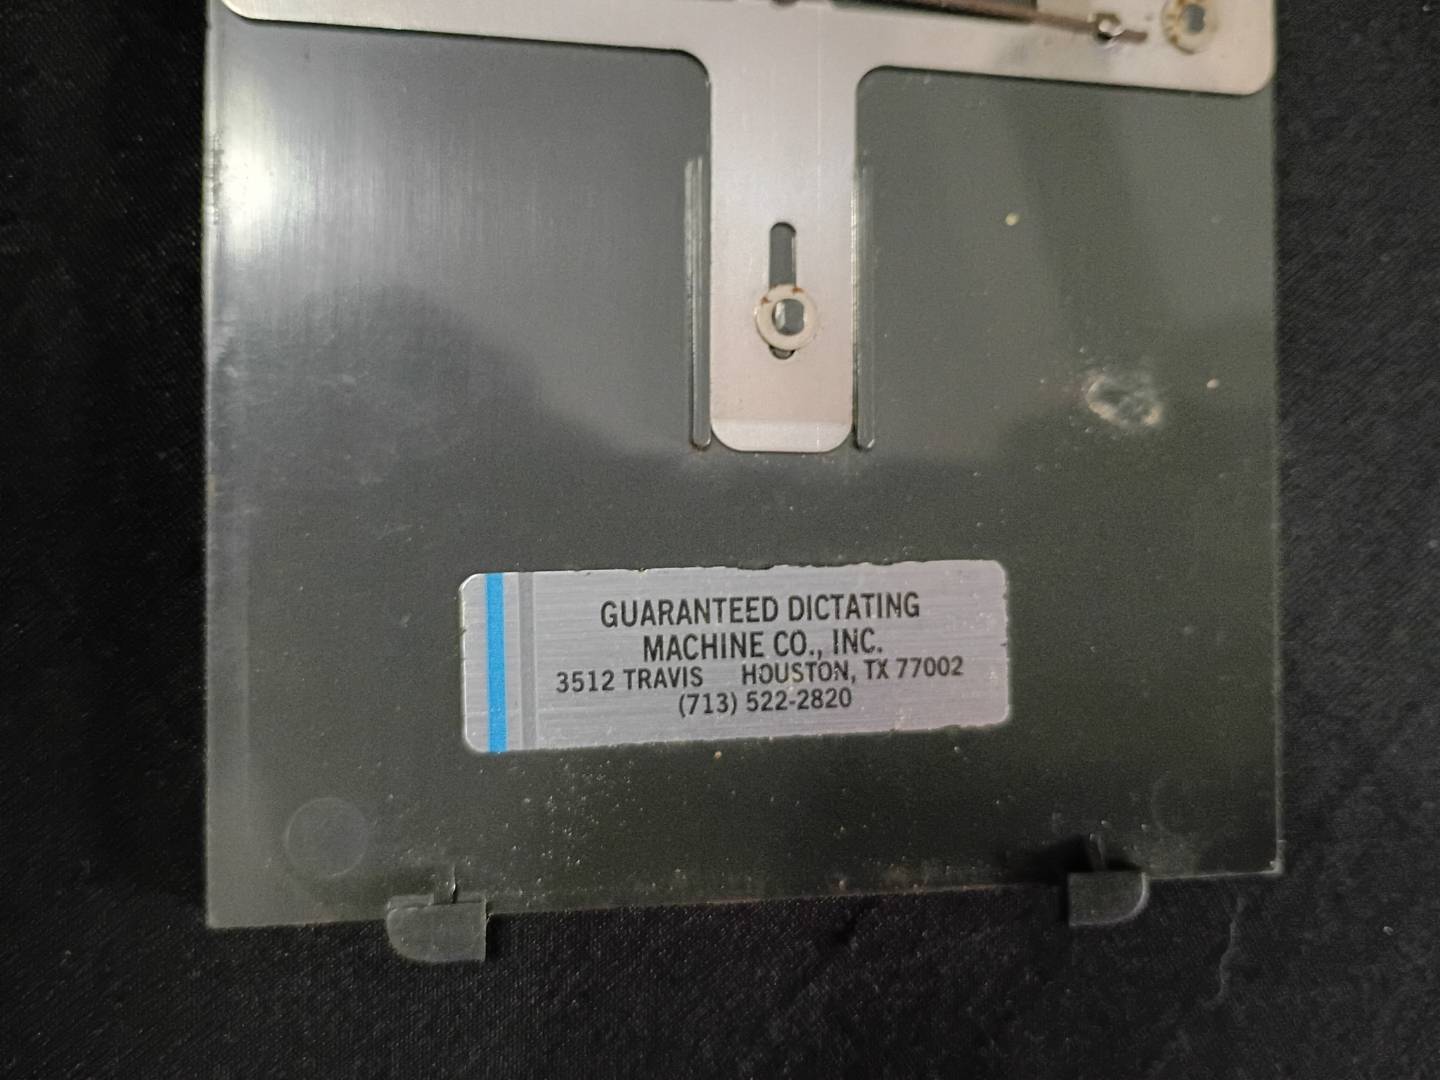 GUARANTEED DICTATING
MACHINE CO., INC.
3512 TRAVIS HOUSTON, TX 77002
(713) 522-2820